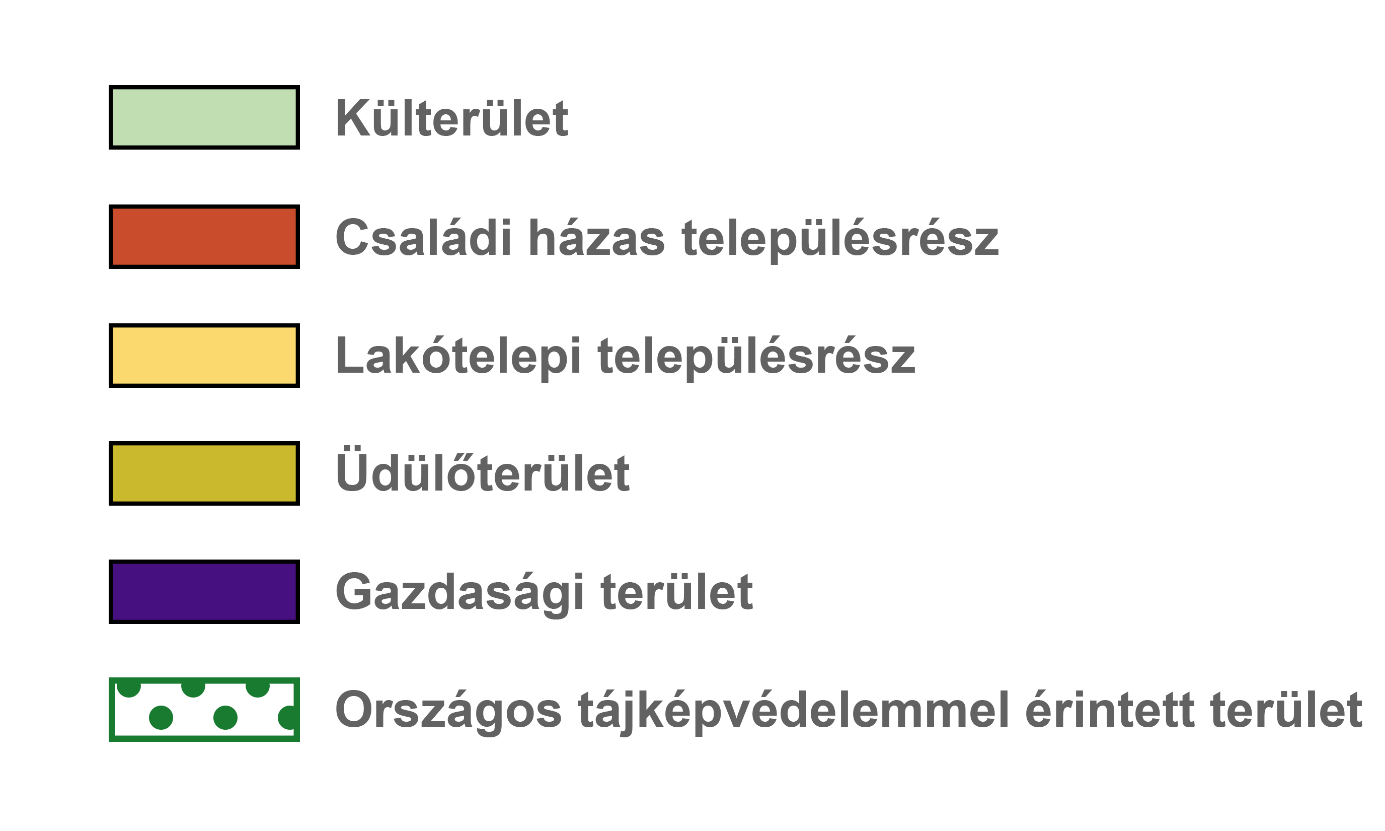 Külterület
Családi házas településrész
Lakótelepi településrész
Üdülőterület
Gazdasági terület
Országos tájképvédelemmel érintett terület